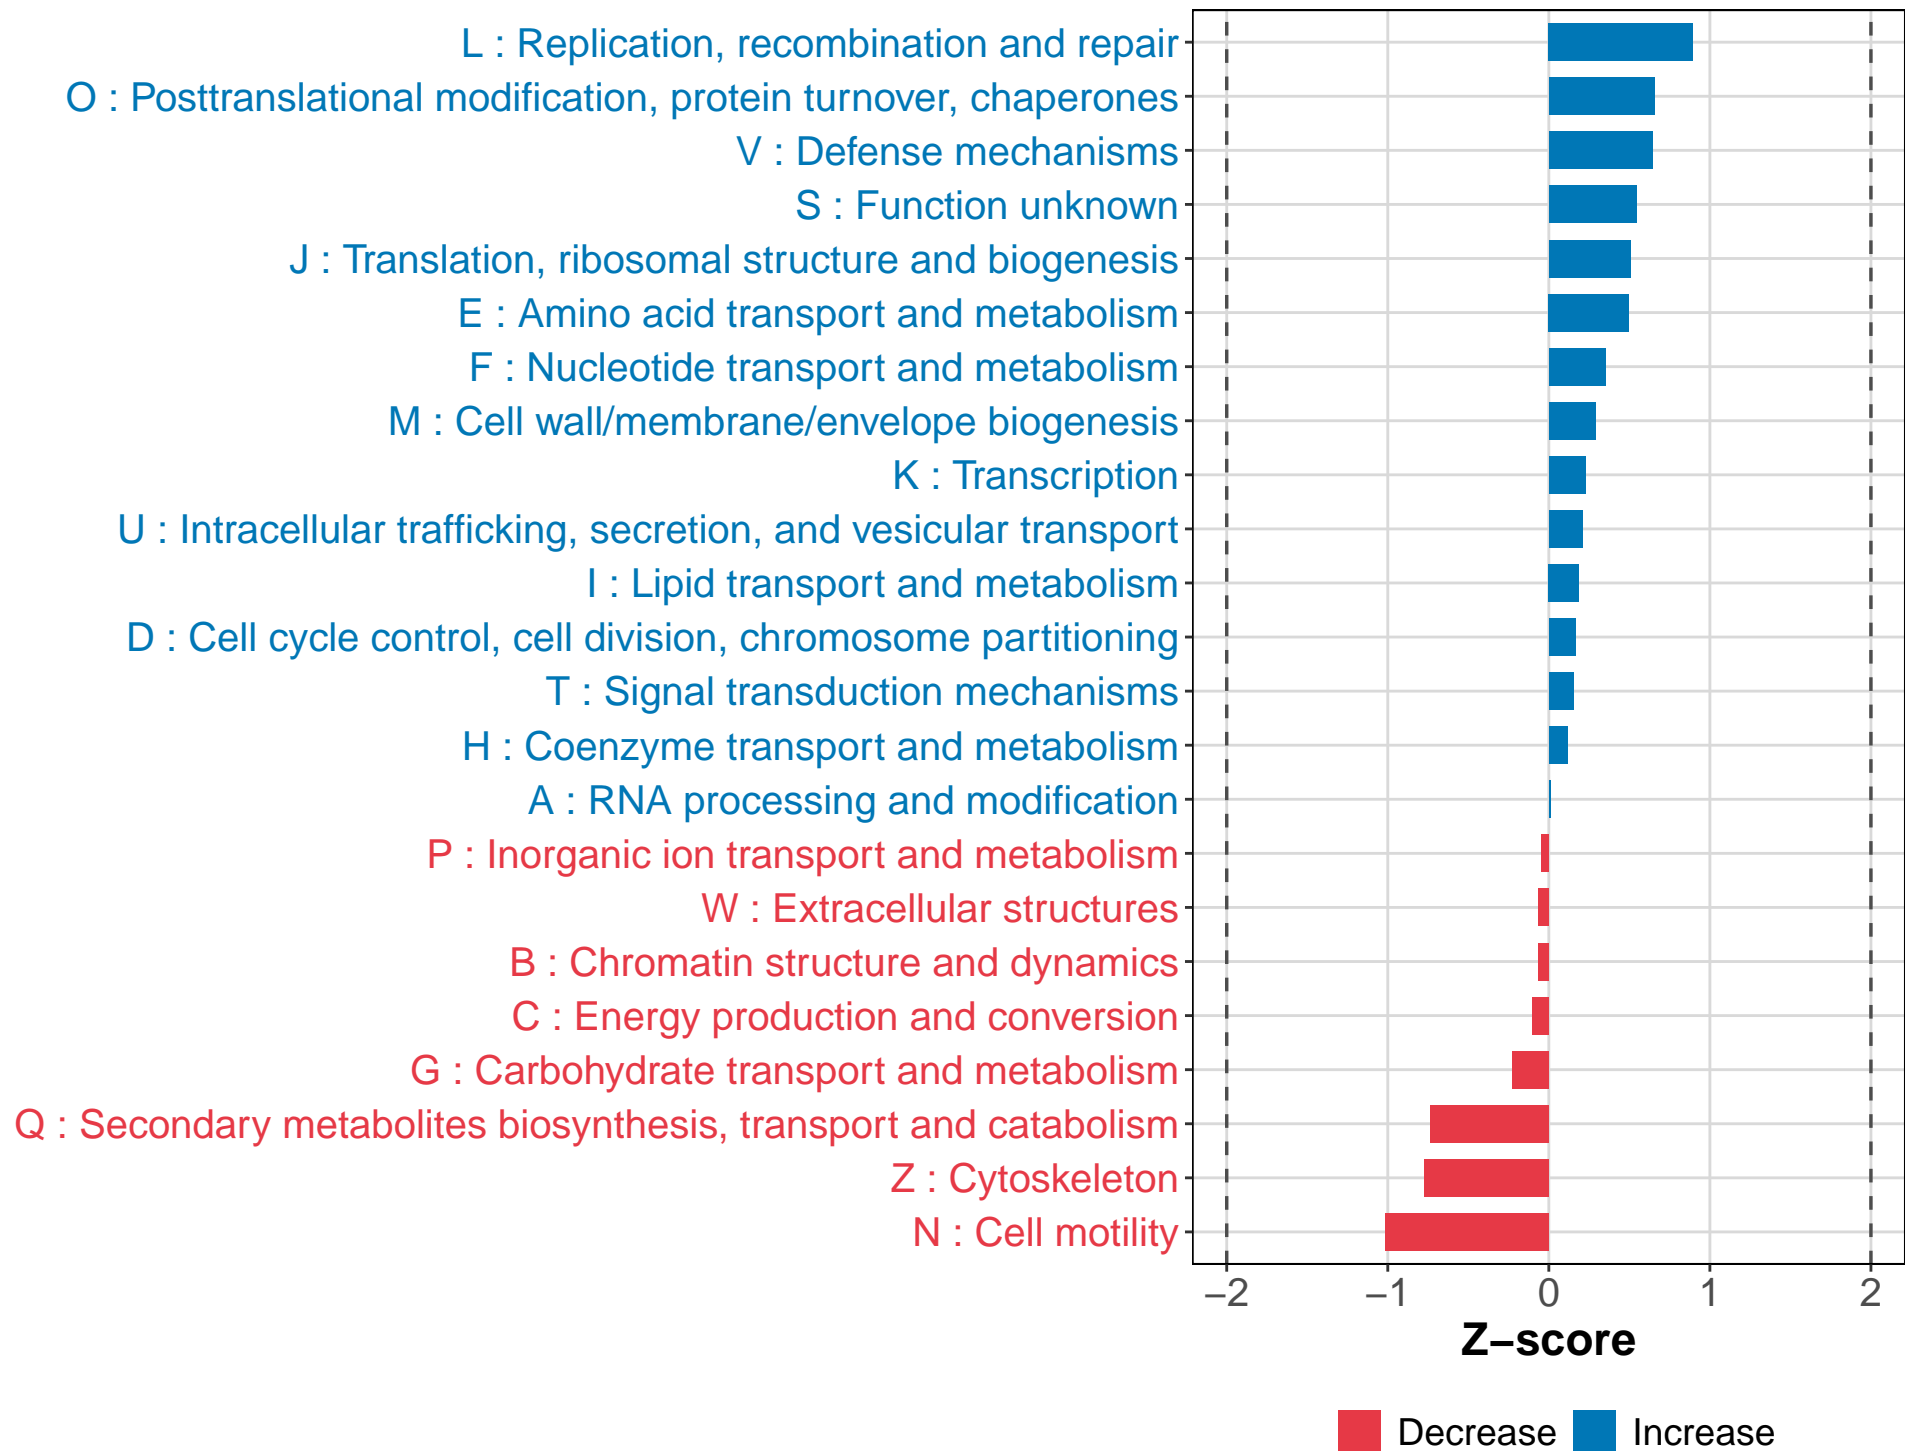 L : Replication, recombination and repair
O : Posttranslational modification, protein turnover, chaperones
V : Defense mechanisms
S : Function unknown
J : Translation, ribosomal structure and biogenesis
E : Amino acid transport and metabolism
F : Nucleotide transport and metabolism
M : Cell wall/membrane/envelope biogenesis
K : Transcription
U : Intracellular trafficking, secretion, and vesicular transport
I : Lipid transport and metabolism
D : Cell cycle control, cell division, chromosome partitioning
T : Signal transduction mechanisms
H : Coenzyme transport and metabolism
A : RNA processing and modification
P : Inorganic ion transport and metabolism
W : Extracellular structures
B : Chromatin structure and dynamics
C : Energy production and conversion
G : Carbohydrate transport and metabolism
Q : Secondary metabolites biosynthesis, transport and catabolism
Z : Cytoskeleton
N : Cell motility
−2 −1 0 1 2
Z−score
Decrease Increase